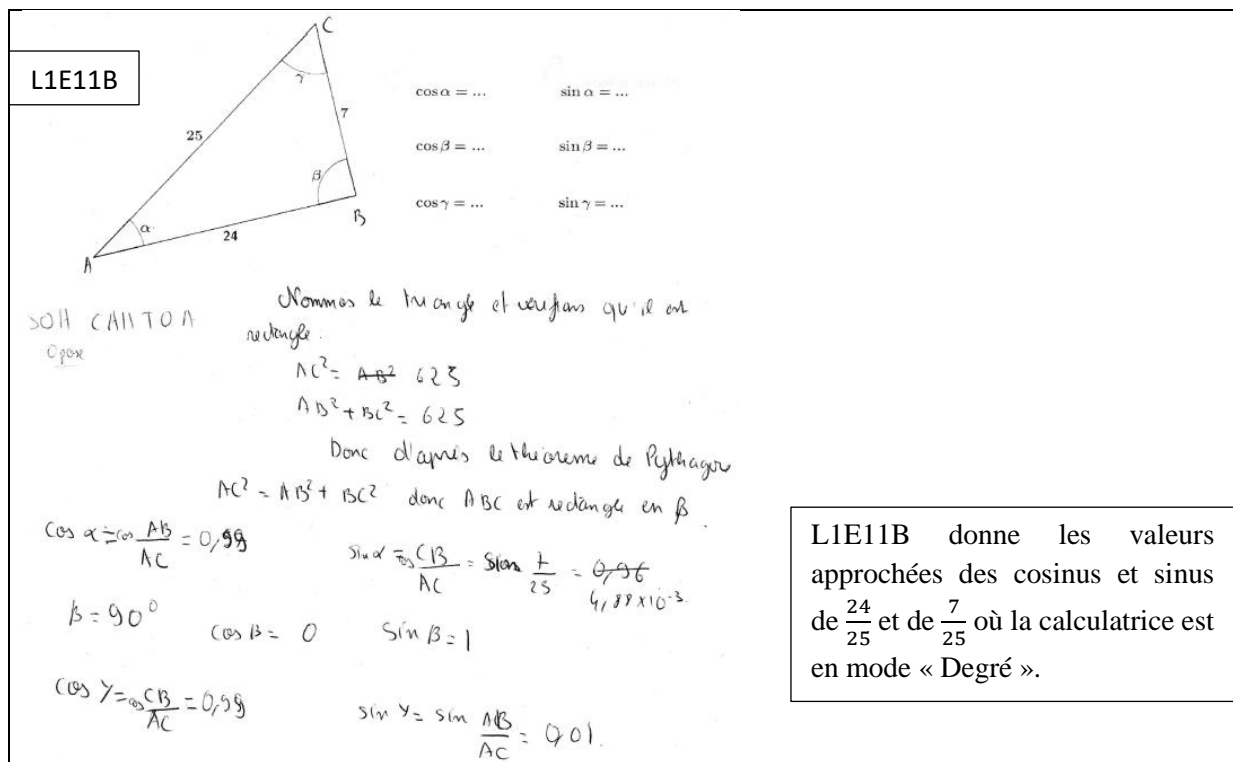 C
L1E11B
γ
cos α = ... sin α = ...
25
7
cos β = ... sin β = ...
β
B
cos γ = ... sin γ = ...
α
24
A
Nommos le triangle et verifions qu'il est
SOH CAH TOA
rectangle.
Opose
AC² = AB² 625
AB² + BC² = 625
Donc d'après le théoreme de Pythagore
AC² = AB² + BC² donc ABC est rectangle en β.
cos α = cos AB/AC = 0,99
sin α = cos CB/AC = sin 7/25 = 0,96
4,88 x 10⁻³
β = 90°
cos β = 0 sin β = 1
cos γ = cos CB/AC = 0,99
sin γ = sin AB/AC = 0,01.
L1E11B donne les valeurs
approchées des cosinus et sinus
de 24/25 et de 7/25 où la calculatrice est
en mode « Degré ».